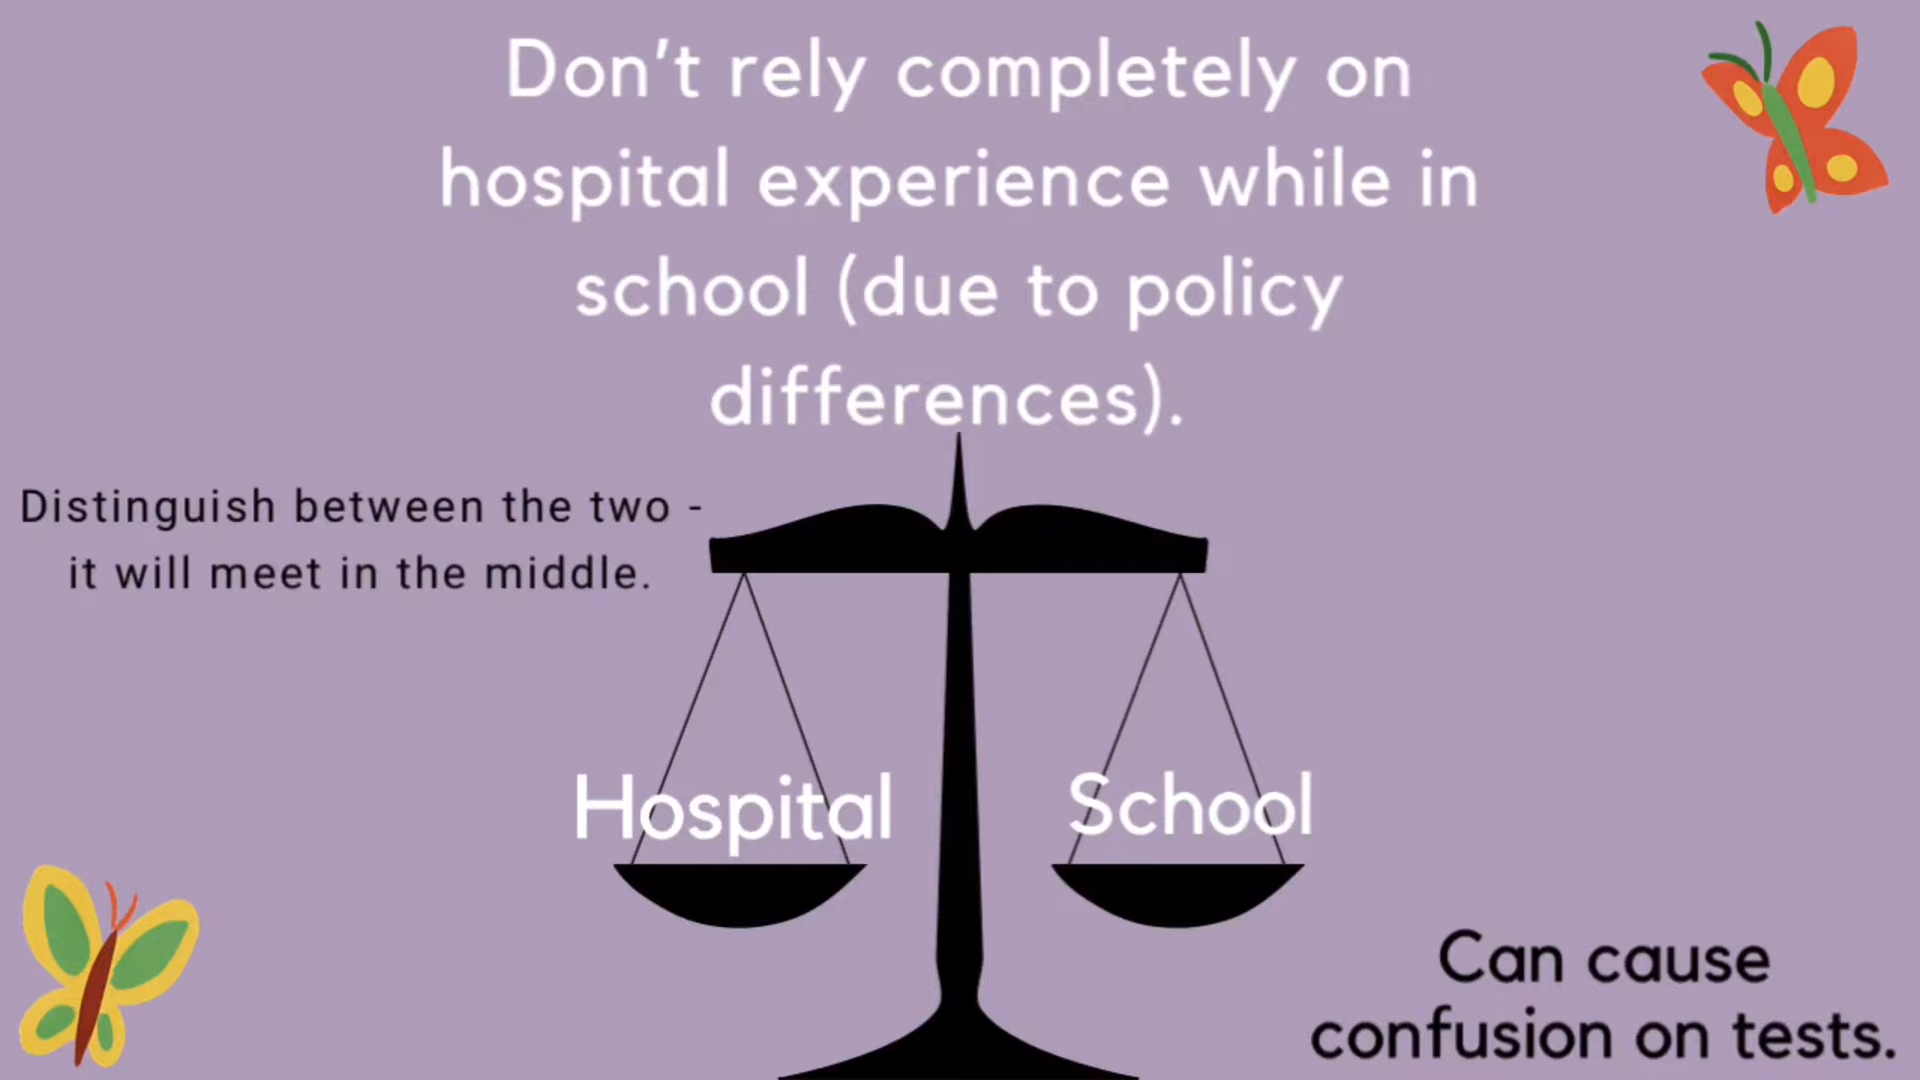 Don’t rely completely on
hospital experience while in
school (due to policy
differences).
Distinguish between the two -
it will meet in the middle.
Hospital
School
Can cause
confusion on tests.